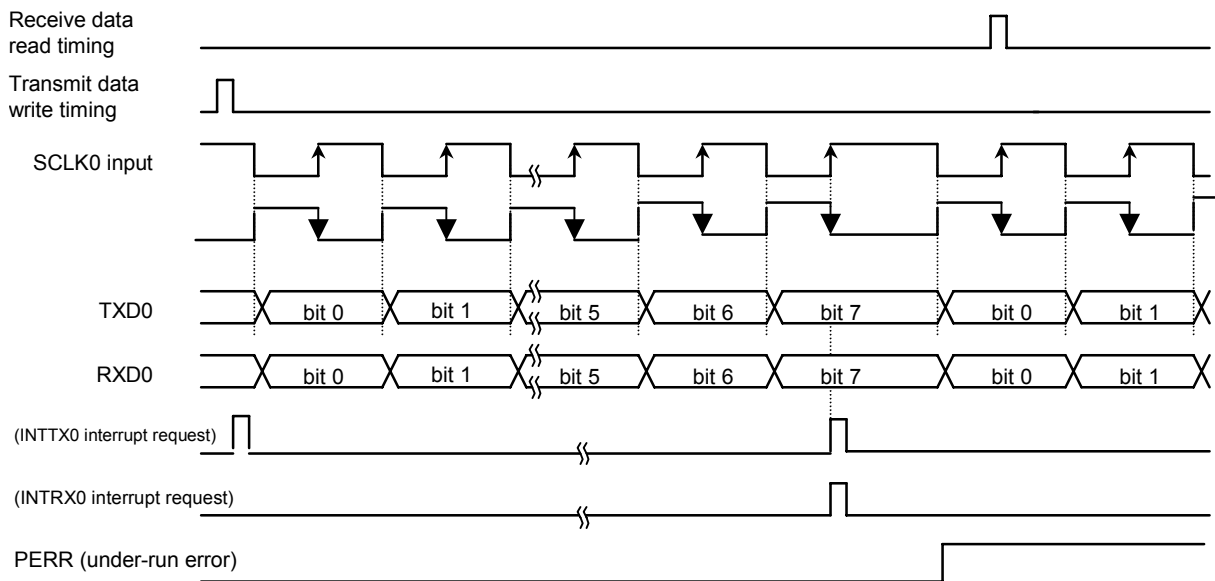 Receive data
read timing
Transmit data
write timing
SCLK0 input
TXD0
bit 0 bit 1 bit 5 bit 6 bit 7 bit 0 bit 1
RXD0
bit 0 bit 1 bit 5 bit 6 bit 7 bit 0 bit 1
(INTTX0 interrupt request)
(INTRX0 interrupt request)
PERR (under-run error)